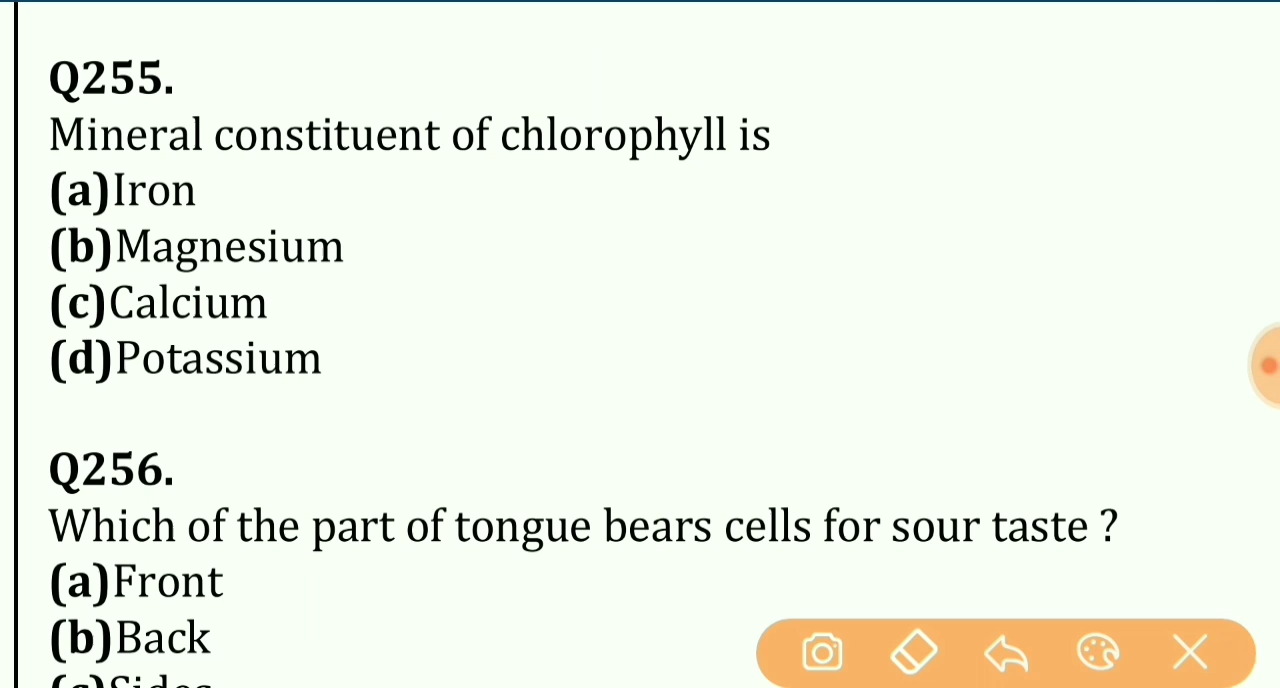 Q255.
Mineral constituent of chlorophyll is
(a)Iron
(b)Magnesium
(c)Calcium
(d)Potassium
Q256.
Which of the part of tongue bears cells for sour taste ?
(a)Front
(b)Back
(c)Sides